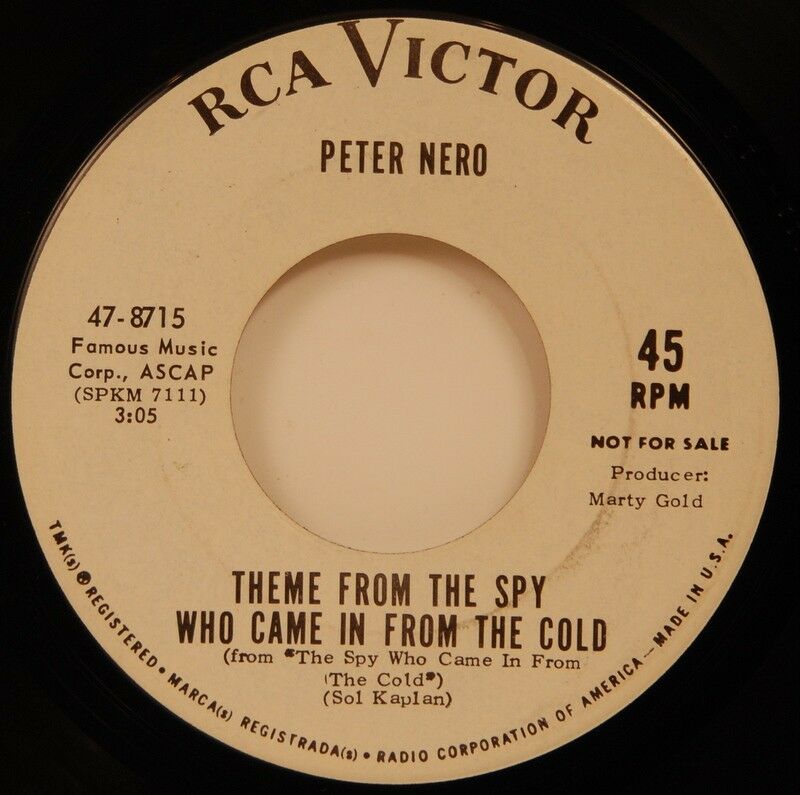 RCA VICTOR
PETER NERO
47-8715
Famous Music
Corp., ASCAP
(SPKM 7111)
3:05
45
RPM
NOT FOR SALE
Producer:
Marty Gold
THEME FROM THE SPY
WHO CAME IN FROM THE COLD
(from "The Spy Who Came In From
The Cold")
(Sol Kaplan)
TMK(s) ® REGISTERED • MARCA(s) REGISTRADA(s) • RADIO CORPORATION OF AMERICA—MADE IN U.S.A.